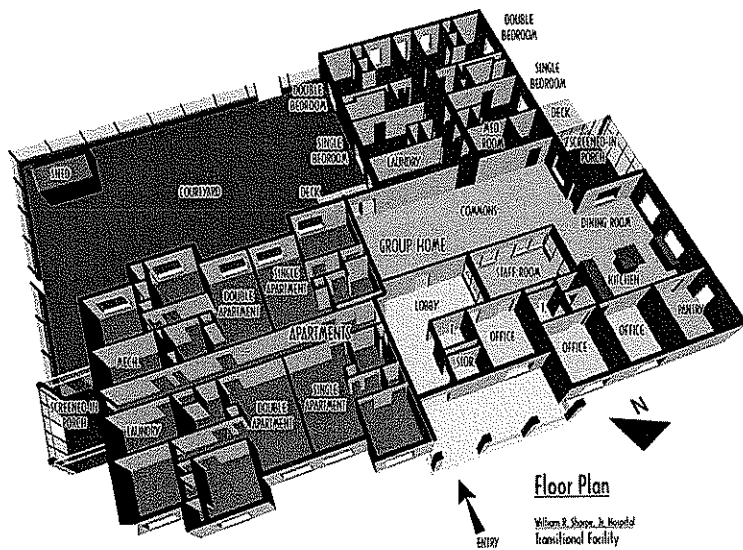 DOUBLE
BEDROOM
SINGLE
BEDROOM
DECK
SCREENED-IN
PORCH
DOUBLE
BEDROOM
SINGLE
BEDROOM
MED.
ROOM
LAUNDRY
SHED
COURTYARD
DECK
COMMONS
DINING ROOM
GROUP HOME
STAFF ROOM
KITCHEN
SINGLE
APARTMENT
DOUBLE
APARTMENT
LOBBY
T.
T.
PANTRY
APARTMENTS
OFFICE
OFFICE
OFFICE
STOR.
MECH.
SCREENED-IN
PORCH
LAUNDRY
DOUBLE
APARTMENT
SINGLE
APARTMENT
N
Floor Plan
William R. Sharpe, Jr. Hospital
Transitional Facility
ENTRY